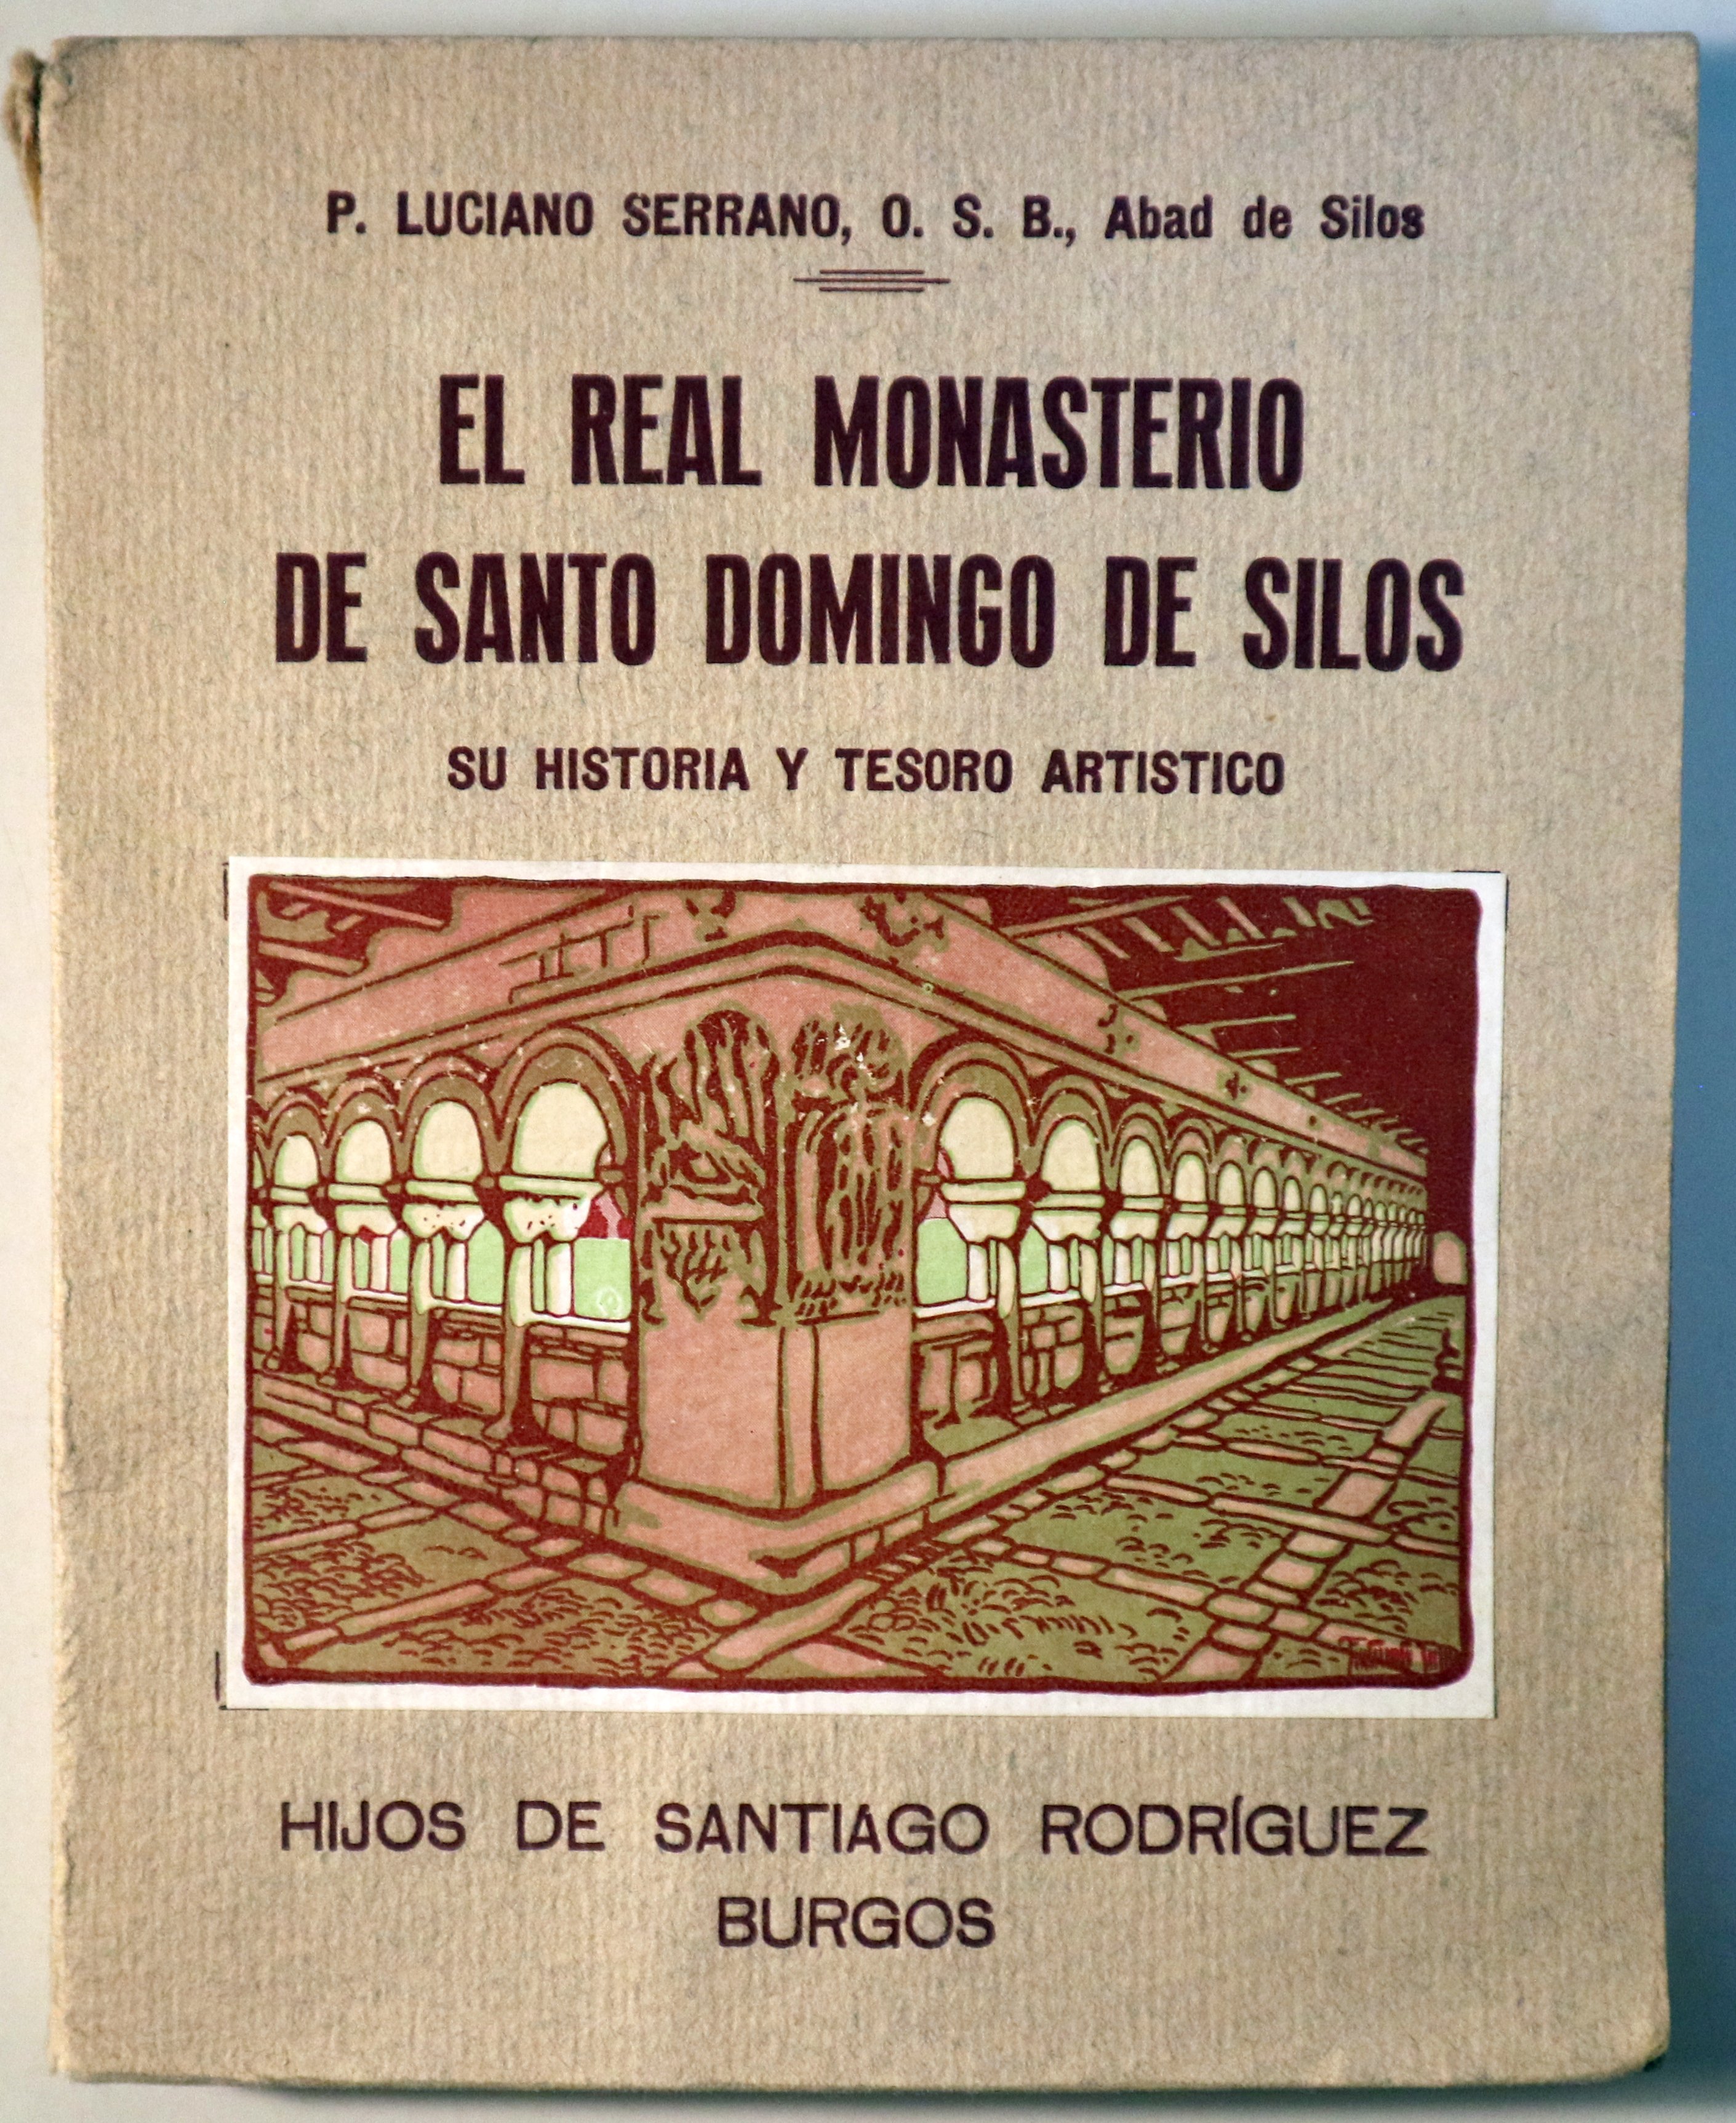 P. LUCIANO SERRANO, O. S. B., Abad de Silos
EL REAL MONASTERIO
DE SANTO DOMINGO DE SILOS
SU HISTORIA Y TESORO ARTISTICO
HIJOS DE SANTIAGO RODRÍGUEZ
BURGOS